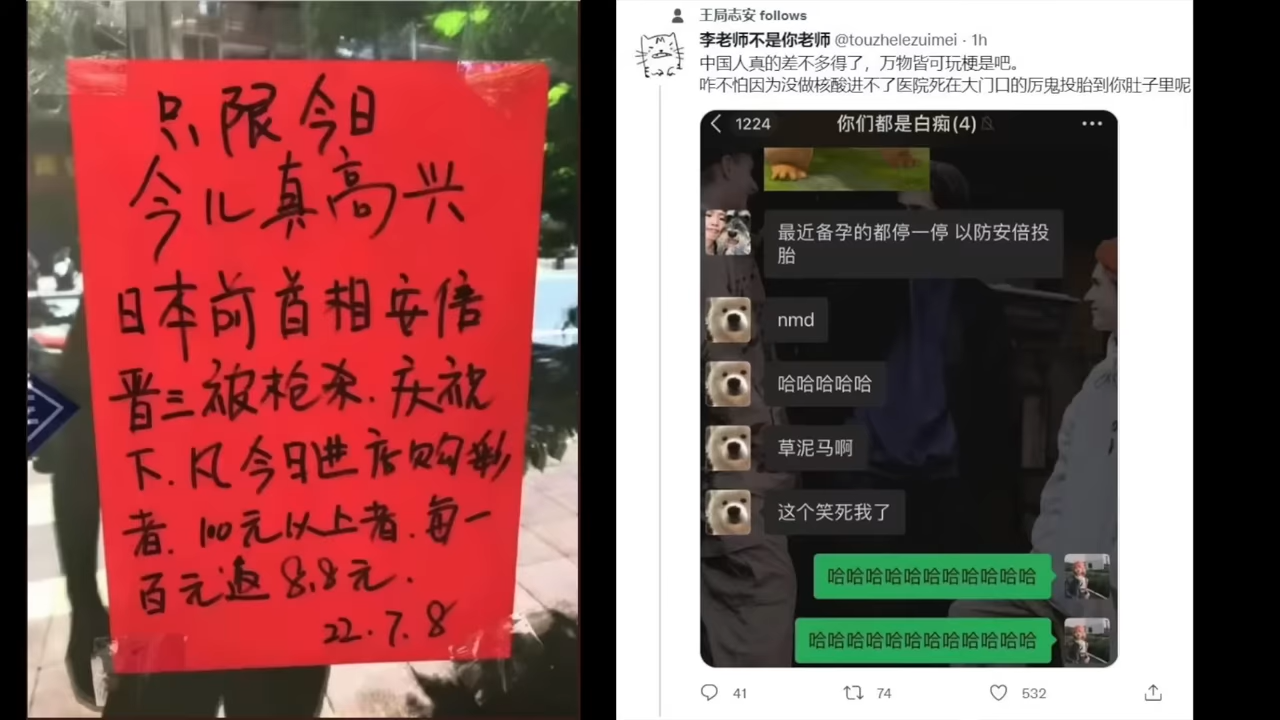 只限今日
今儿真高兴
日本前首相安倍
晋三被枪杀.庆祝
下.凡今日进店购彩
者.100元以上者.每一
百元返8.8元.
22.7.8
王局志安 follows
李老师不是你老师 @touzhelezuimei · 1h
中国人真的差不多得了，万物皆可玩梗是吧。
咋不怕因为没做核酸进不了医院死在大门口的厉鬼投胎到你肚子里呢
1224 你们都是白痴(4)
最近备孕的都停一停 以防安倍投
胎
nmd
哈哈哈哈哈
草泥马啊
这个笑死我了
哈哈哈哈哈哈哈哈哈哈哈
哈哈哈哈哈哈哈哈哈哈哈哈
41 74 532